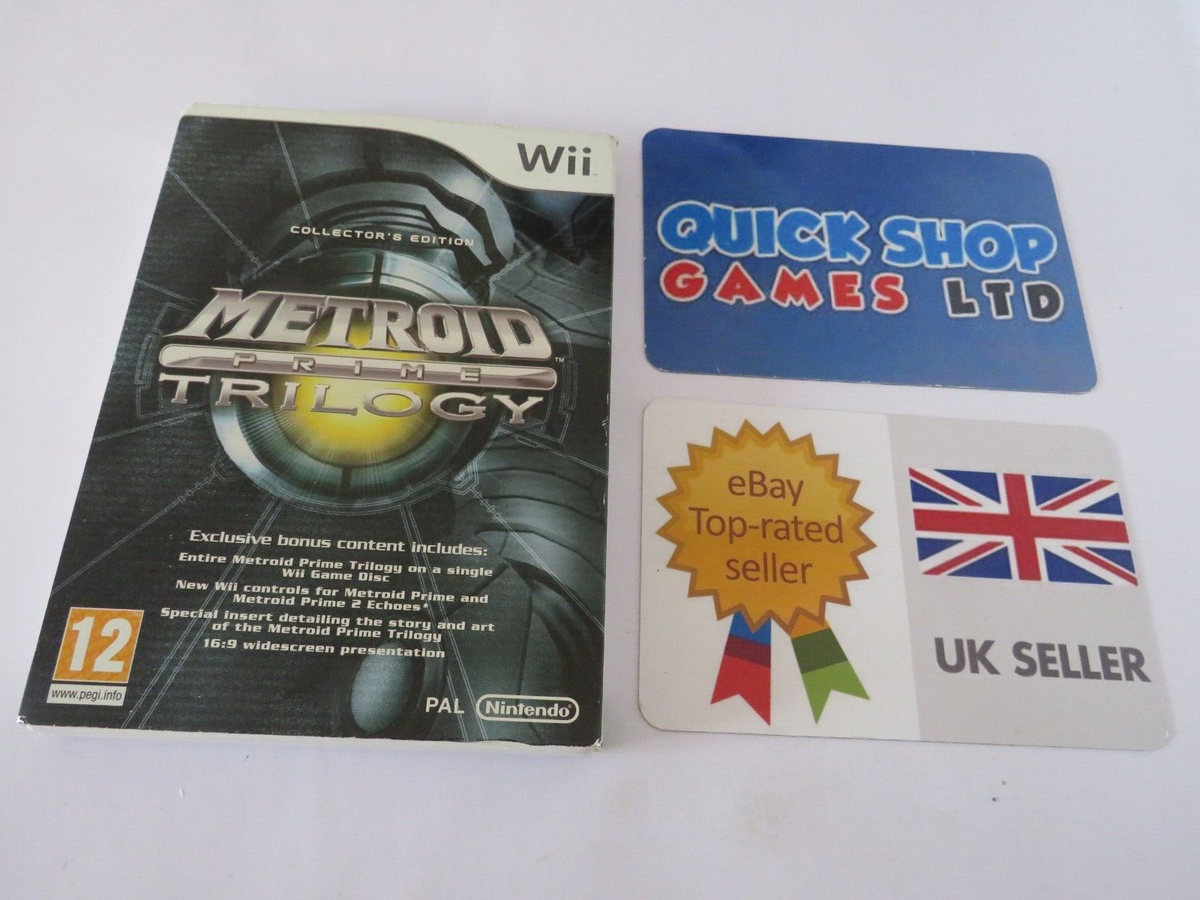 Wii
COLLECTOR'S EDITION
METROID
PRIME
TRILOGY
™
Exclusive bonus content includes:
Entire Metroid Prime Trilogy on a single
Wii Game Disc
New Wii controls for Metroid Prime and
Metroid Prime 2 Echoes*
Special insert detailing the story and art
of the Metroid Prime Trilogy
16:9 widescreen presentation
12
www.pegi.info
PAL
Nintendo
QUICK SHOP
GAMES LTD
eBay
Top-rated
seller
UK SELLER